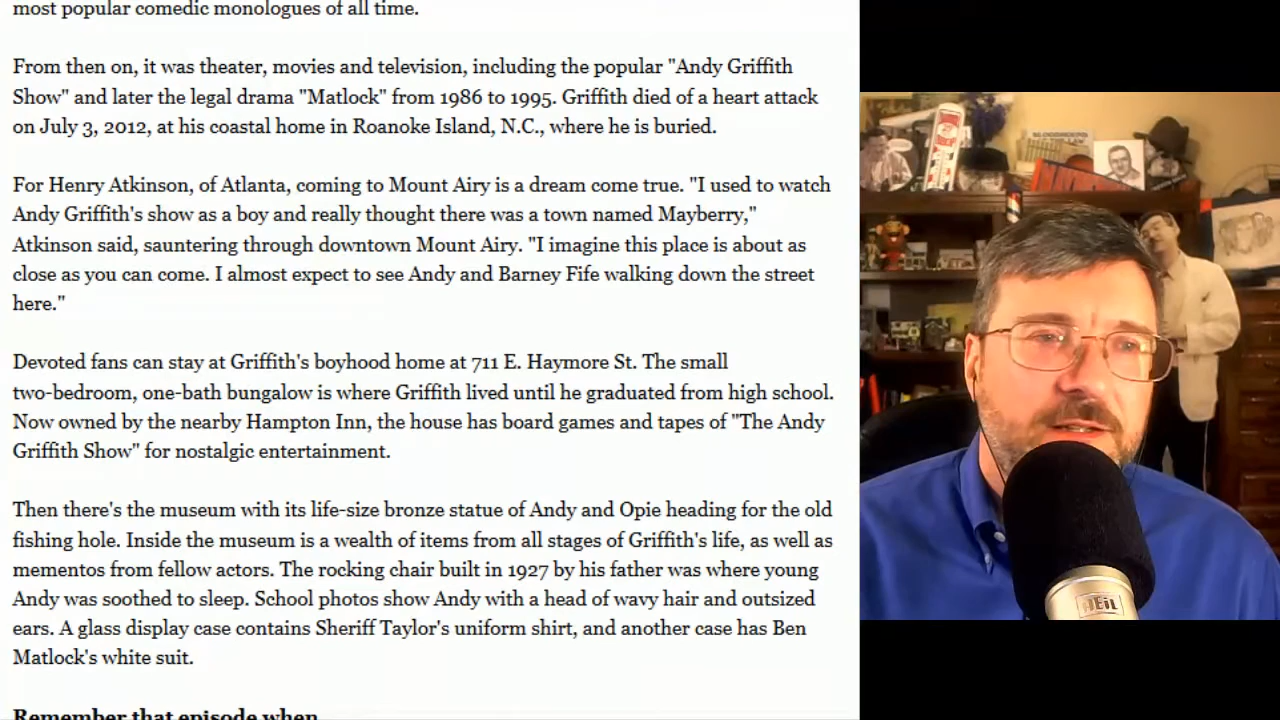 most popular comedic monologues of all time.
From then on, it was theater, movies and television, including the popular "Andy Griffith
Show" and later the legal drama "Matlock" from 1986 to 1995. Griffith died of a heart attack
on July 3, 2012, at his coastal home in Roanoke Island, N.C., where he is buried.
For Henry Atkinson, of Atlanta, coming to Mount Airy is a dream come true. "I used to watch
Andy Griffith's show as a boy and really thought there was a town named Mayberry,"
Atkinson said, sauntering through downtown Mount Airy. "I imagine this place is about as
close as you can come. I almost expect to see Andy and Barney Fife walking down the street
here."
Devoted fans can stay at Griffith's boyhood home at 711 E. Haymore St. The small
two-bedroom, one-bath bungalow is where Griffith lived until he graduated from high school.
Now owned by the nearby Hampton Inn, the house has board games and tapes of "The Andy
Griffith Show" for nostalgic entertainment.
Then there's the museum with its life-size bronze statue of Andy and Opie heading for the old
fishing hole. Inside the museum is a wealth of items from all stages of Griffith's life, as well as
mementos from fellow actors. The rocking chair built in 1927 by his father was where young
Andy was soothed to sleep. School photos show Andy with a head of wavy hair and outsized
ears. A glass display case contains Sheriff Taylor's uniform shirt, and another case has Ben
Matlock's white suit.
Remember that episode when
HEiL